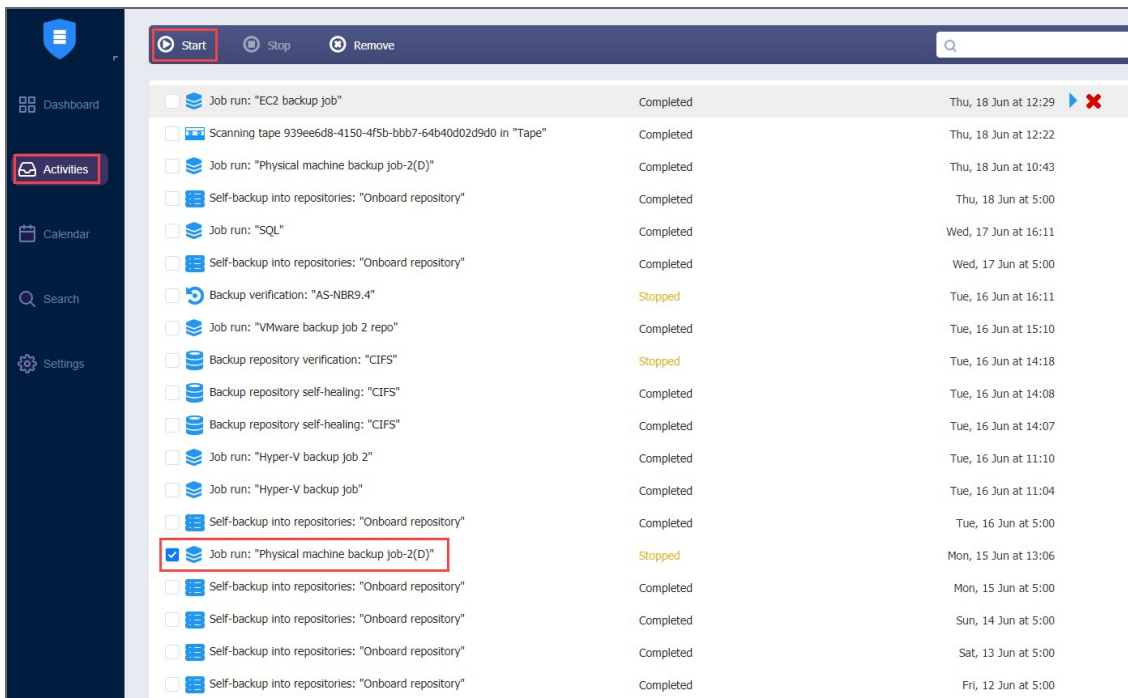 Start Stop Remove
Dashboard
Activities
Calendar
Search
Settings
Job run: "EC2 backup job" Completed Thu, 18 Jun at 12:29
Scanning tape 939ee6d8-4150-4f5b-bbb7-64b40d02d9d0 in "Tape" Completed Thu, 18 Jun at 12:22
Job run: "Physical machine backup job-2(D)" Completed Thu, 18 Jun at 10:43
Self-backup into repositories: "Onboard repository" Completed Thu, 18 Jun at 5:00
Job run: "SQL" Completed Wed, 17 Jun at 16:11
Self-backup into repositories: "Onboard repository" Completed Wed, 17 Jun at 5:00
Backup verification: "AS-NBR9.4" Stopped Tue, 16 Jun at 16:11
Job run: "VMware backup job 2 repo" Completed Tue, 16 Jun at 15:10
Backup repository verification: "CIFS" Stopped Tue, 16 Jun at 14:18
Backup repository self-healing: "CIFS" Completed Tue, 16 Jun at 14:08
Backup repository self-healing: "CIFS" Completed Tue, 16 Jun at 14:07
Job run: "Hyper-V backup job 2" Completed Tue, 16 Jun at 11:10
Job run: "Hyper-V backup job" Completed Tue, 16 Jun at 11:04
Self-backup into repositories: "Onboard repository" Completed Tue, 16 Jun at 5:00
Job run: "Physical machine backup job-2(D)" Stopped Mon, 15 Jun at 13:06
Self-backup into repositories: "Onboard repository" Completed Mon, 15 Jun at 5:00
Self-backup into repositories: "Onboard repository" Completed Sun, 14 Jun at 5:00
Self-backup into repositories: "Onboard repository" Completed Sat, 13 Jun at 5:00
Self-backup into repositories: "Onboard repository" Completed Fri, 12 Jun at 5:00